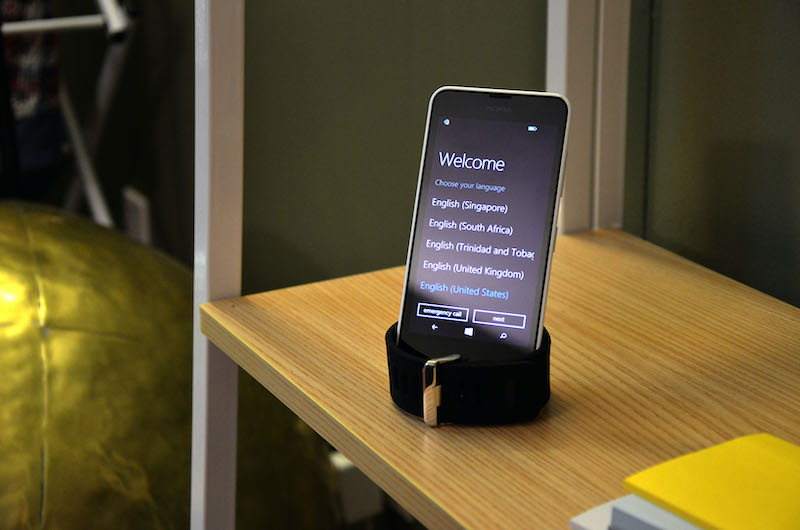 NOKIA
Welcome
Choose your language
English (Singapore)
English (South Africa)
English (Trinidad and Tobag
English (United Kingdom)
English (United States)
emergency call
next